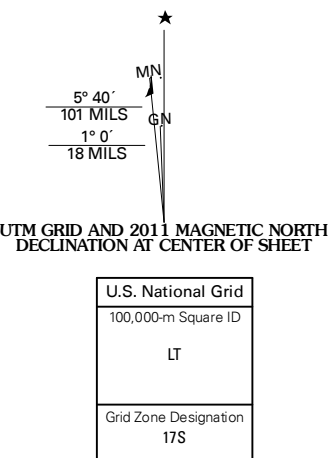 MN
5° 40´
101 MILS
GN
1° 0´
18 MILS
UTM GRID AND 2011 MAGNETIC NORTH
DECLINATION AT CENTER OF SHEET
U.S. National Grid
100,000-m Square ID
LT
Grid Zone Designation
17S